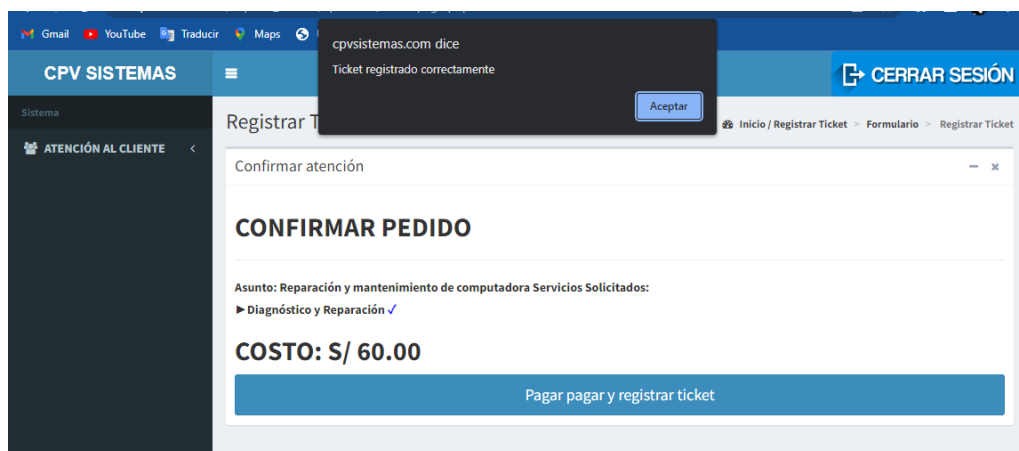 Gmail YouTube Traducir Maps
cpvsistemas.com dice
Ticket registrado correctamente
Aceptar
CPV SISTEMAS
CERRAR SESIÓN
Sistema
ATENCIÓN AL CLIENTE <
Registrar T
Inicio / Registrar Ticket > Formulario > Registrar Ticket
Confirmar atención
CONFIRMAR PEDIDO
Asunto: Reparación y mantenimiento de computadora Servicios Solicitados:
►Diagnóstico y Reparación ✓
COSTO: S/ 60.00
Pagar pagar y registrar ticket